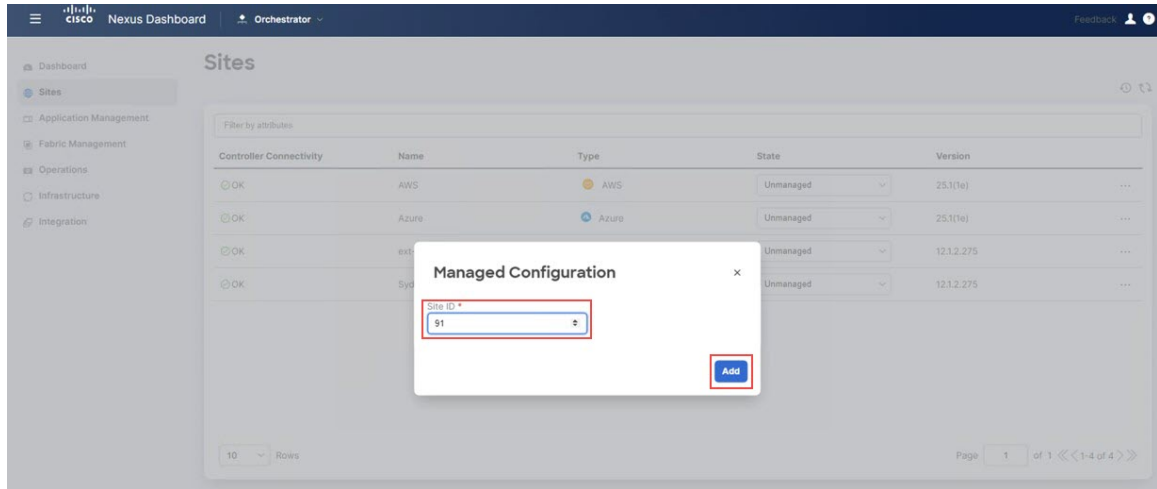 CISCO Nexus Dashboard Orchestrator Feedback
Dashboard
Sites
Application Management
Fabric Management
Operations
Infrastructure
Integration
Sites
Filter by attributes
Controller Connectivity Name Type State Version
OK AWS AWS Unmanaged 25.1(1e) ...
OK Azure Azure Unmanaged 25.1(1e) ...
OK ext- Unmanaged 12.1.2.275 ...
OK Syd Unmanaged 12.1.2.275 ...
Managed Configuration ×
Site ID *
91
Add
10 Rows Page 1 of 1 1-4 of 4